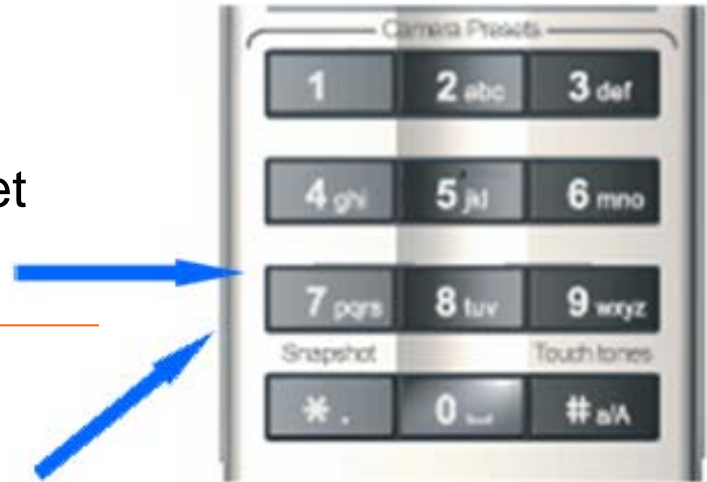 Camera Presets
1 2 abc 3 def
et
4 ghi 5 jkl 6 mno
7 pqrs 8 tuv 9 wxyz
Snapshot Touch tones
* . 0 # a/A